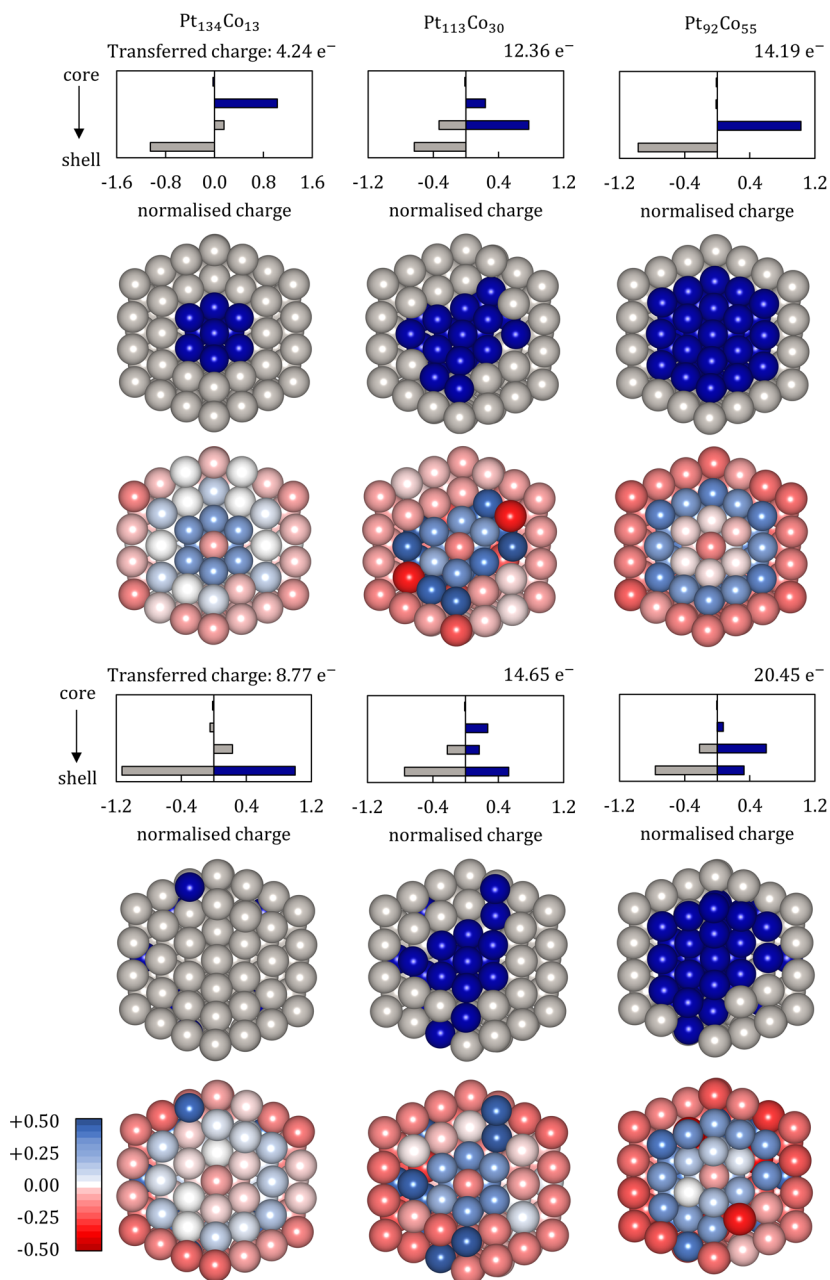 Pt₁₃₄Co₁₃ Pt₁₁₃Co₃₀ Pt₉₂Co₅₅
Transferred charge: 4.24 e⁻ 12.36 e⁻ 14.19 e⁻
core
shell
-1.6 -0.8 0.0 0.8 1.6 -1.2 -0.4 0.4 1.2 -1.2 -0.4 0.4 1.2
normalised charge normalised charge normalised charge
Transferred charge: 8.77 e⁻ 14.65 e⁻ 20.45 e⁻
core
shell
-1.2 -0.4 0.4 1.2 -1.2 -0.4 0.4 1.2 -1.2 -0.4 0.4 1.2
normalised charge normalised charge normalised charge
+0.50
+0.25
0.00
-0.25
-0.50